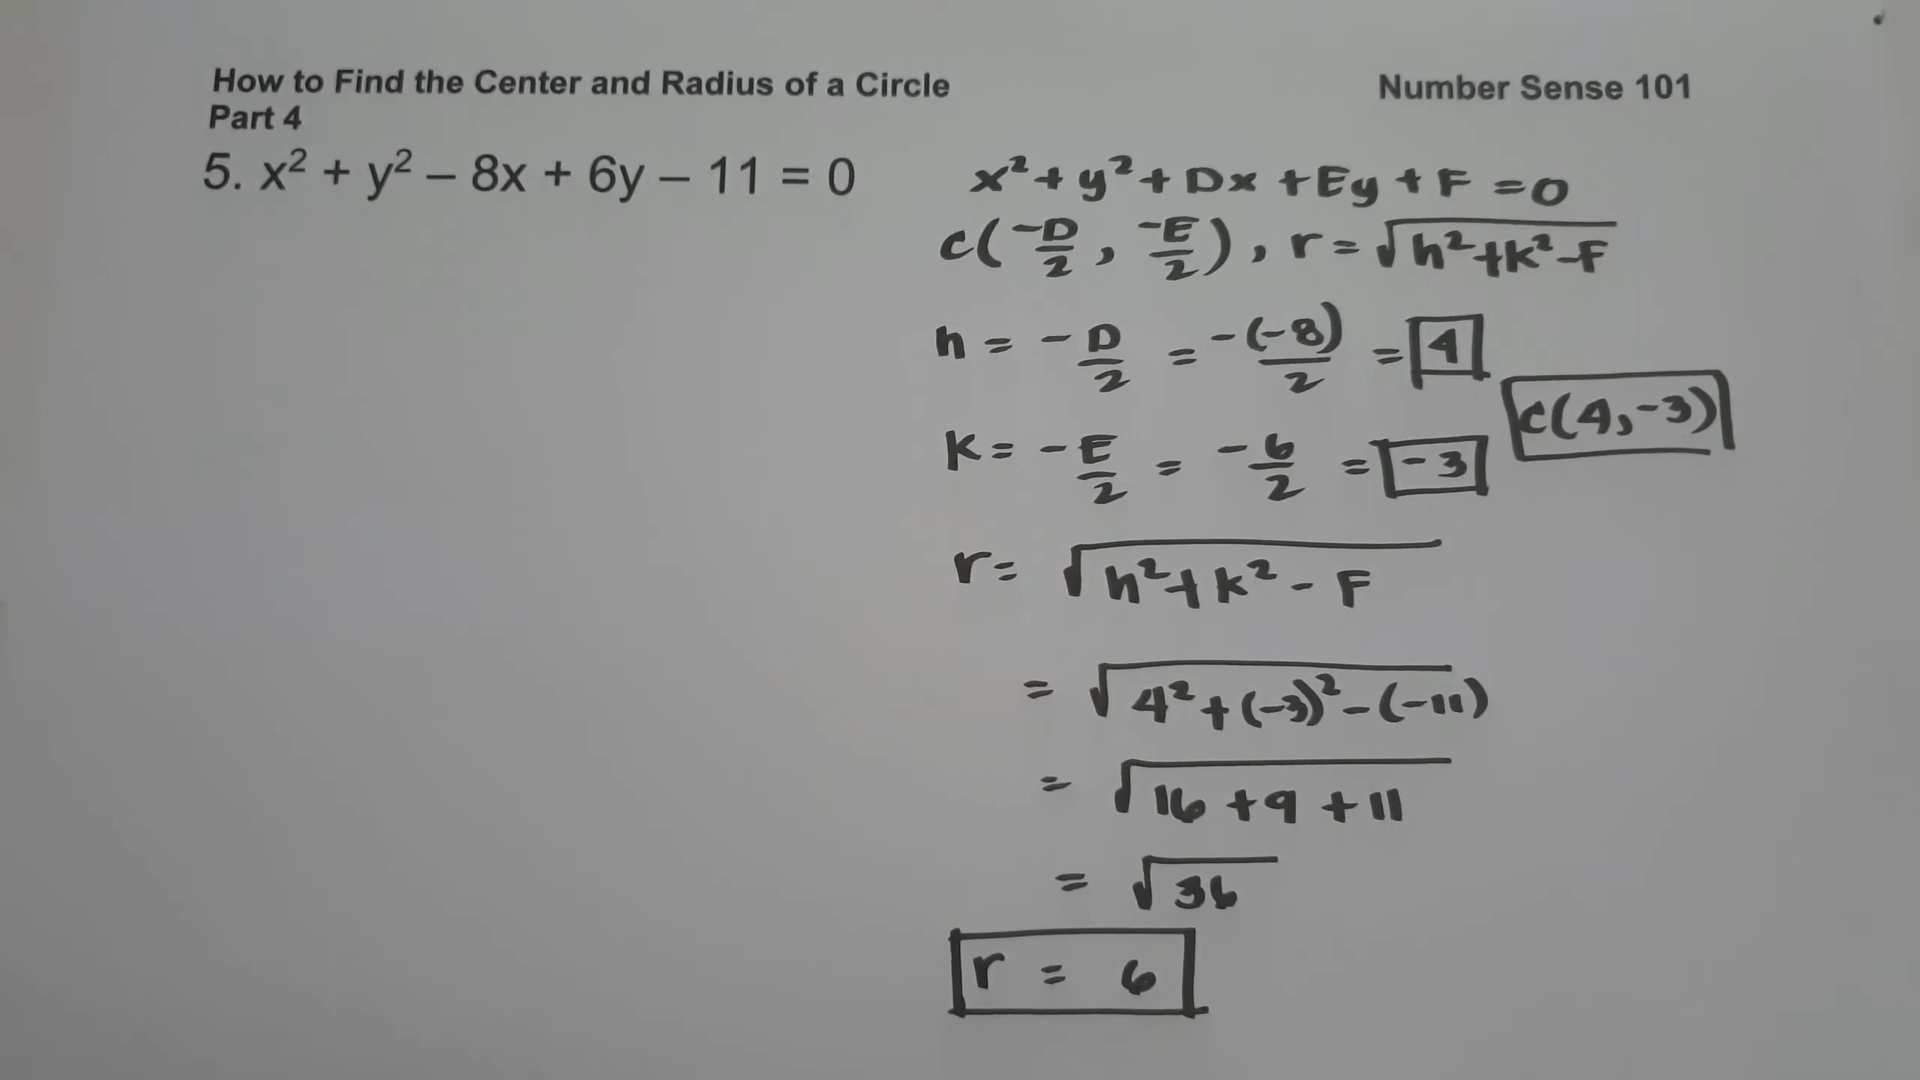 How to Find the Center and Radius of a Circle
Number Sense 101
Part 4
5. x² + y² – 8x + 6y – 11 = 0
x² + y² + Dx + Ey + F = 0
C(-D/2, -E/2), r = √h² + k² - F
h = -D/2 = -(-8)/2 = 4
C(4, -3)
k = -E/2 = -6/2 = -3
r = √h² + k² - F
= √4² + (-3)² - (-11)
= √16 + 9 + 11
= √36
r = 6